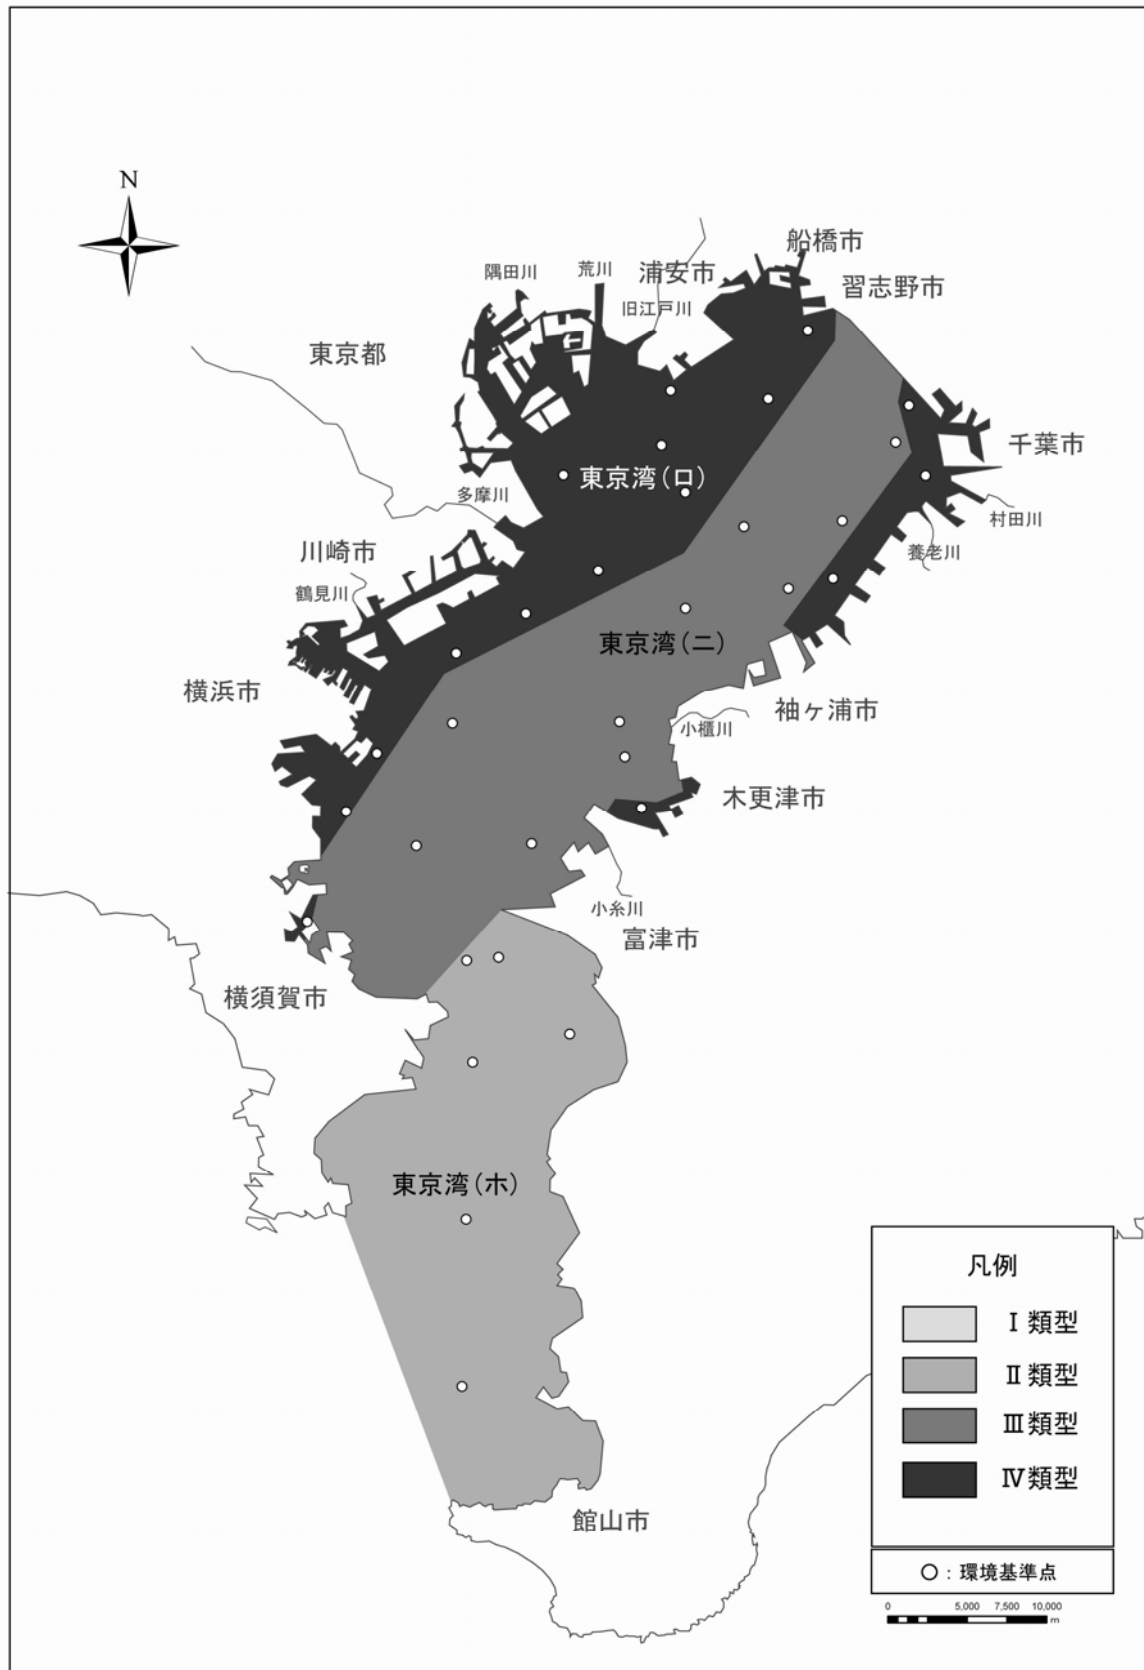 N
船橋市
隅田川
荒川
浦安市
習志野市
旧江戸川
東京都
千葉市
東京湾(ロ)
多摩川
村田川
川崎市
養老川
鶴見川
東京湾(ニ)
横浜市
袖ヶ浦市
小櫃川
木更津市
小糸川
富津市
横須賀市
東京湾(ホ)
凡例
Ⅰ類型
Ⅱ類型
Ⅲ類型
Ⅳ類型
館山市
○：環境基準点
0 5,000 7,500 10,000
m